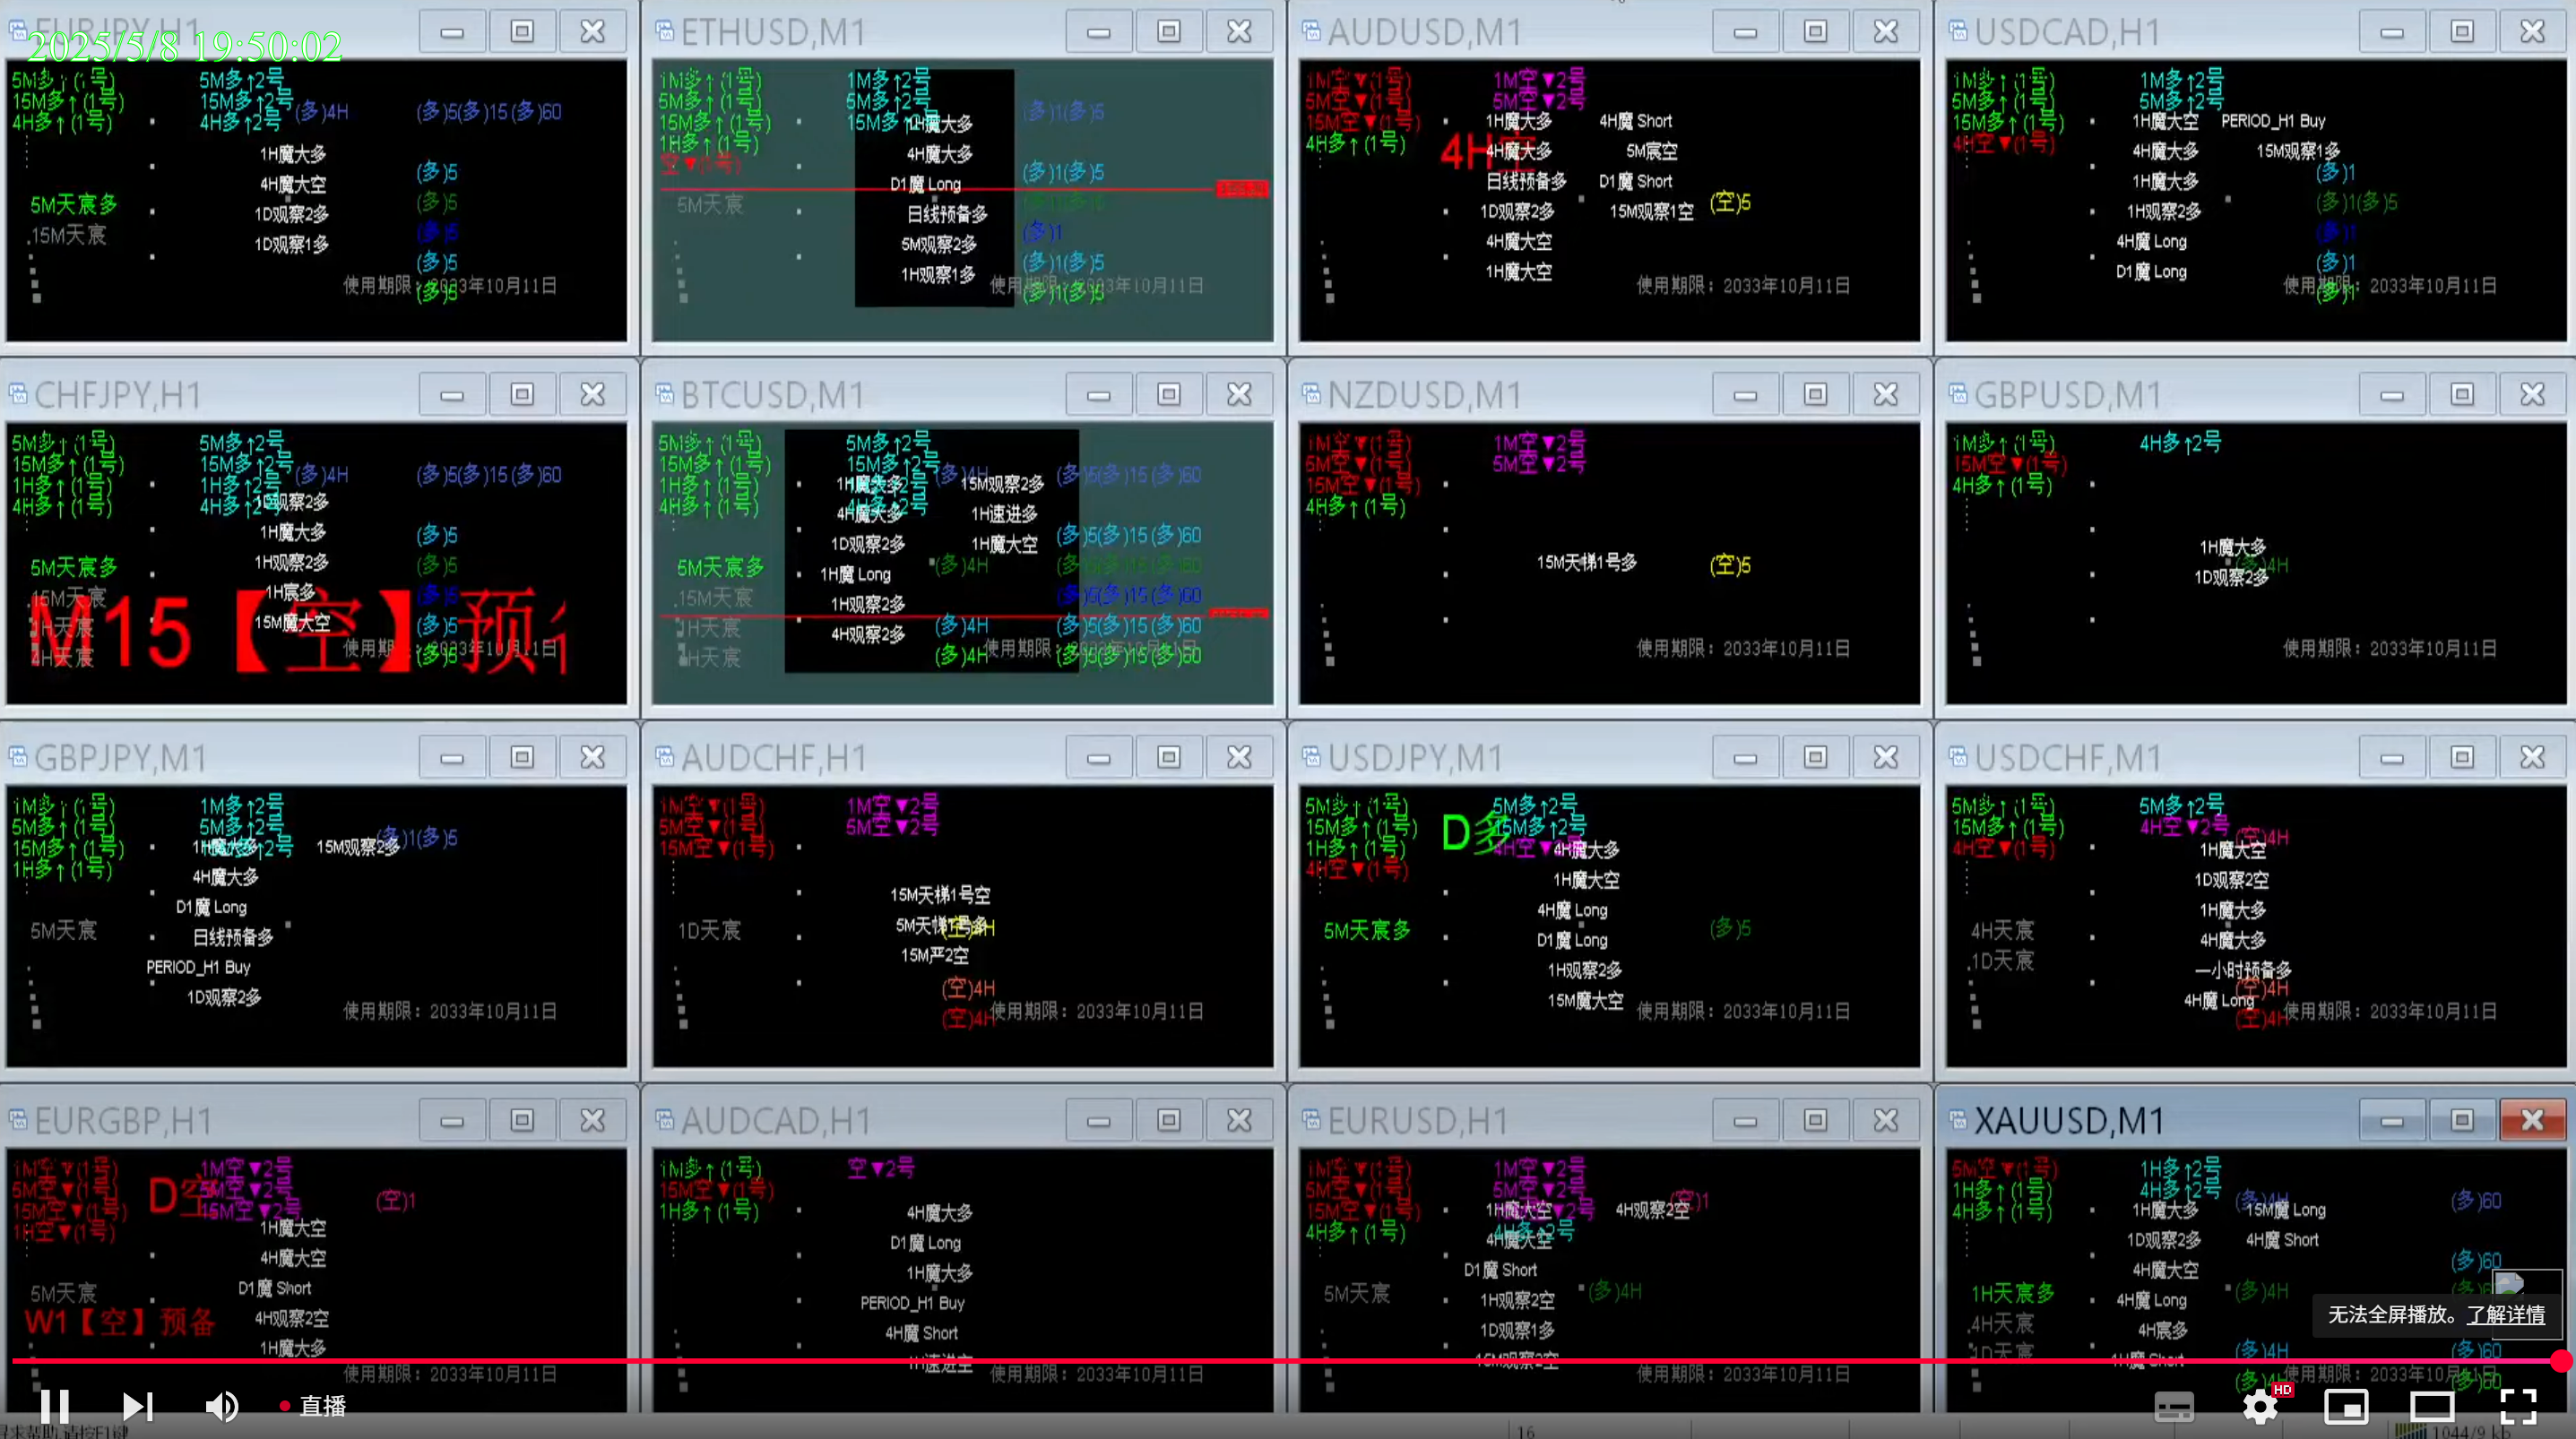 EURJPY,H1
2025/5/8 19:50:02
5M多↑(1号) 5M多↑2号
15M多↑(1号) 15M多↑2号 (多)4H (多)5(多)15(多)60
4H多↑(1号) 4H多↑2号
1H魔大多
(多)5
4H魔大空
5M天宸多 (多)5
1D观察2多
15M天宸 (多)5
1D观察1多
(多)5
使用期限：2033年10月11日
(多)5
ETHUSD,M1
1M多↑(1号) 1M多↑2号
5M多↑(1号) 5M多↑2号
(多)1(多)5
15M多↑(1号) 15M多↑2号
1H魔大多
1H多↑(1号)
4H魔大多
空▼(1号)
(多)1(多)5
D1魔 Long
5M天宸
日线预备多
(多)1
5M观察2多
(多)1(多)5
1H观察1多
使用期限：2033年10月11日
(多)1(多)5
AUDUSD,M1
1M空▼(1号) 1M空▼2号
5M空▼(1号) 5M空▼2号
15M空▼(1号) 1H魔大多 4H魔 Short
4H多↑(1号) 4H空
4H魔大多 5M宸空
日线预备多 D1魔 Short
(空)5
1D观察2多 15M观察1空
4H魔大空
1H魔大空
使用期限：2033年10月11日
USDCAD,H1
1M多↑(1号) 1M多↑2号
5M多↑(1号) 5M多↑2号
15M多↑(1号) 1H魔大空 PERIOD_H1 Buy
4H空▼(1号) 4H魔大多 15M观察1多
(多)1
1H魔大多
(多)1(多)5
1H观察2多
(多)1
4H魔 Long
(多)1
D1魔 Long
使用期限：2033年10月11日
(多)1
CHFJPY,H1
5M多↑(1号) 5M多↑2号
15M多↑(1号) 15M多↑2号 (多)4H (多)5(多)15(多)60
1H多↑(1号) 1H多↑2号
4H多↑(1号) 4H多↑2号
1D观察2多
1H魔大多 (多)5
1H观察2多 (多)5
5M天宸多
1H宸多 (多)5
15M天宸
M15【空】预
15M魔大空 (多)5
1H天宸
4H天宸 (多)5
BTCUSD,M1
5M多↑(1号) 5M多↑2号
15M多↑(1号) 15M多↑2号 (多)4H (多)5(多)15(多)60
1H多↑(1号) 1H魔大多 15M观察2多
4H多↑(1号) 4H多↑2号
4H魔大多 1H速进多
(多)5(多)15(多)60
1D观察2多 1H魔大空
5M天宸多 (多)4H (多)5(多)15(多)60
1H魔 Long
15M天宸 (多)5(多)15(多)60
1H观察2多
1H天宸 (多)4H (多)5(多)15(多)60
4H观察2多
H天宸 (多)4H 使用期限 (多)5(多)15(多)60
NZDUSD,M1
1M空▼(1号) 1M空▼2号
5M空▼(1号) 5M空▼2号
15M空▼(1号)
4H多↑(1号)
15M天梯1号多 (空)5
使用期限：2033年10月11日
GBPUSD,M1
1M多↑(1号) 4H多↑2号
15M空▼(1号)
4H多↑(1号)
1H魔大多
(多)4H
1D观察2多
使用期限：2033年10月11日
GBPJPY,M1
1M多↑(1号) 1M多↑2号
5M多↑(1号) 5M多↑2号
(多)1(多)5
15M多↑(1号) 1H魔大多 15M观察2多
1H多↑(1号) 4H魔大多
D1魔 Long
5M天宸 日线预备多
PERIOD_H1 Buy
1D观察2多
使用期限：2033年10月11日
AUDCHF,H1
1M空▼(1号) 1M空▼2号
5M空▼(1号) 5M空▼2号
15M空▼(1号)
15M天梯1号空
1D天宸 5M天梯1号多 (空)4H
15M严2空
(空)4H
使用期限：2033年10月11日
(空)4H
USDJPY,M1
5M多↑(1号) 5M多↑2号
15M多↑(1号) D多 15M多↑2号
1H多↑(1号) 4H空▼2号
4H魔大多
4H空▼(1号) 1H魔大空
4H魔 Long
5M天宸多 (多)5
D1魔 Long
1H观察2多
15M魔大空
使用期限：2033年10月11日
USDCHF,M1
5M多↑(1号) 5M多↑2号
15M多↑(1号) 4H空▼2号 (空)4H
4H空▼(1号) 1H魔大空
1D观察2空
1H魔大多
4H天宸 4H魔大多
1D天宸 一小时预备多
(空)4H
4H魔 Long
使用期限：2033年10月11日
(空)4H
EURGBP,H1
1M空▼(1号) 1M空▼2号
5M空▼(1号) D空 5M空▼2号 (空)1
15M空▼(1号) 15M空▼2号
1H空▼(1号) 1H魔大空
4H魔大空
5M天宸 D1魔 Short
W1【空】预备 4H观察2空
1H魔大多
使用期限：2033年10月11日
AUDCAD,H1
1M多↑(1号) 空▼2号
15M空▼(1号)
1H多↑(1号) 4H魔大多
D1魔 Long
1H魔大多
PERIOD_H1 Buy
4H魔 Short
1H速进空
使用期限：2033年10月11日
EURUSD,H1
1M空▼(1号) 1M空▼2号
5M空▼(1号) 5M空▼2号
(空)1
15M空▼(1号) 1H魔大空 4H观察2空
4H多↑(1号) 4H多↑2号
4H魔大空
D1魔 Short
5M天宸 (多)4H
1H观察2空
1D观察1多
15M观察2空
使用期限：2033年10月11日
XAUUSD,M1
5M空▼(1号) 1H多↑2号
1H多↑(1号) 4H多↑2号
(多)4H (多)60
4H多↑(1号) 1H魔大多 15M魔 Long
1D观察2多 4H魔 Short
4H魔大空 (多)60
1H天宸多 (多)4H
4H魔 Long
无法全屏播放。了解详情
4H天宸 4H宸多
1D天宸 (多)4H (多)60
1H魔 Short
使用期限：2033年10月11日
直播
HD
16